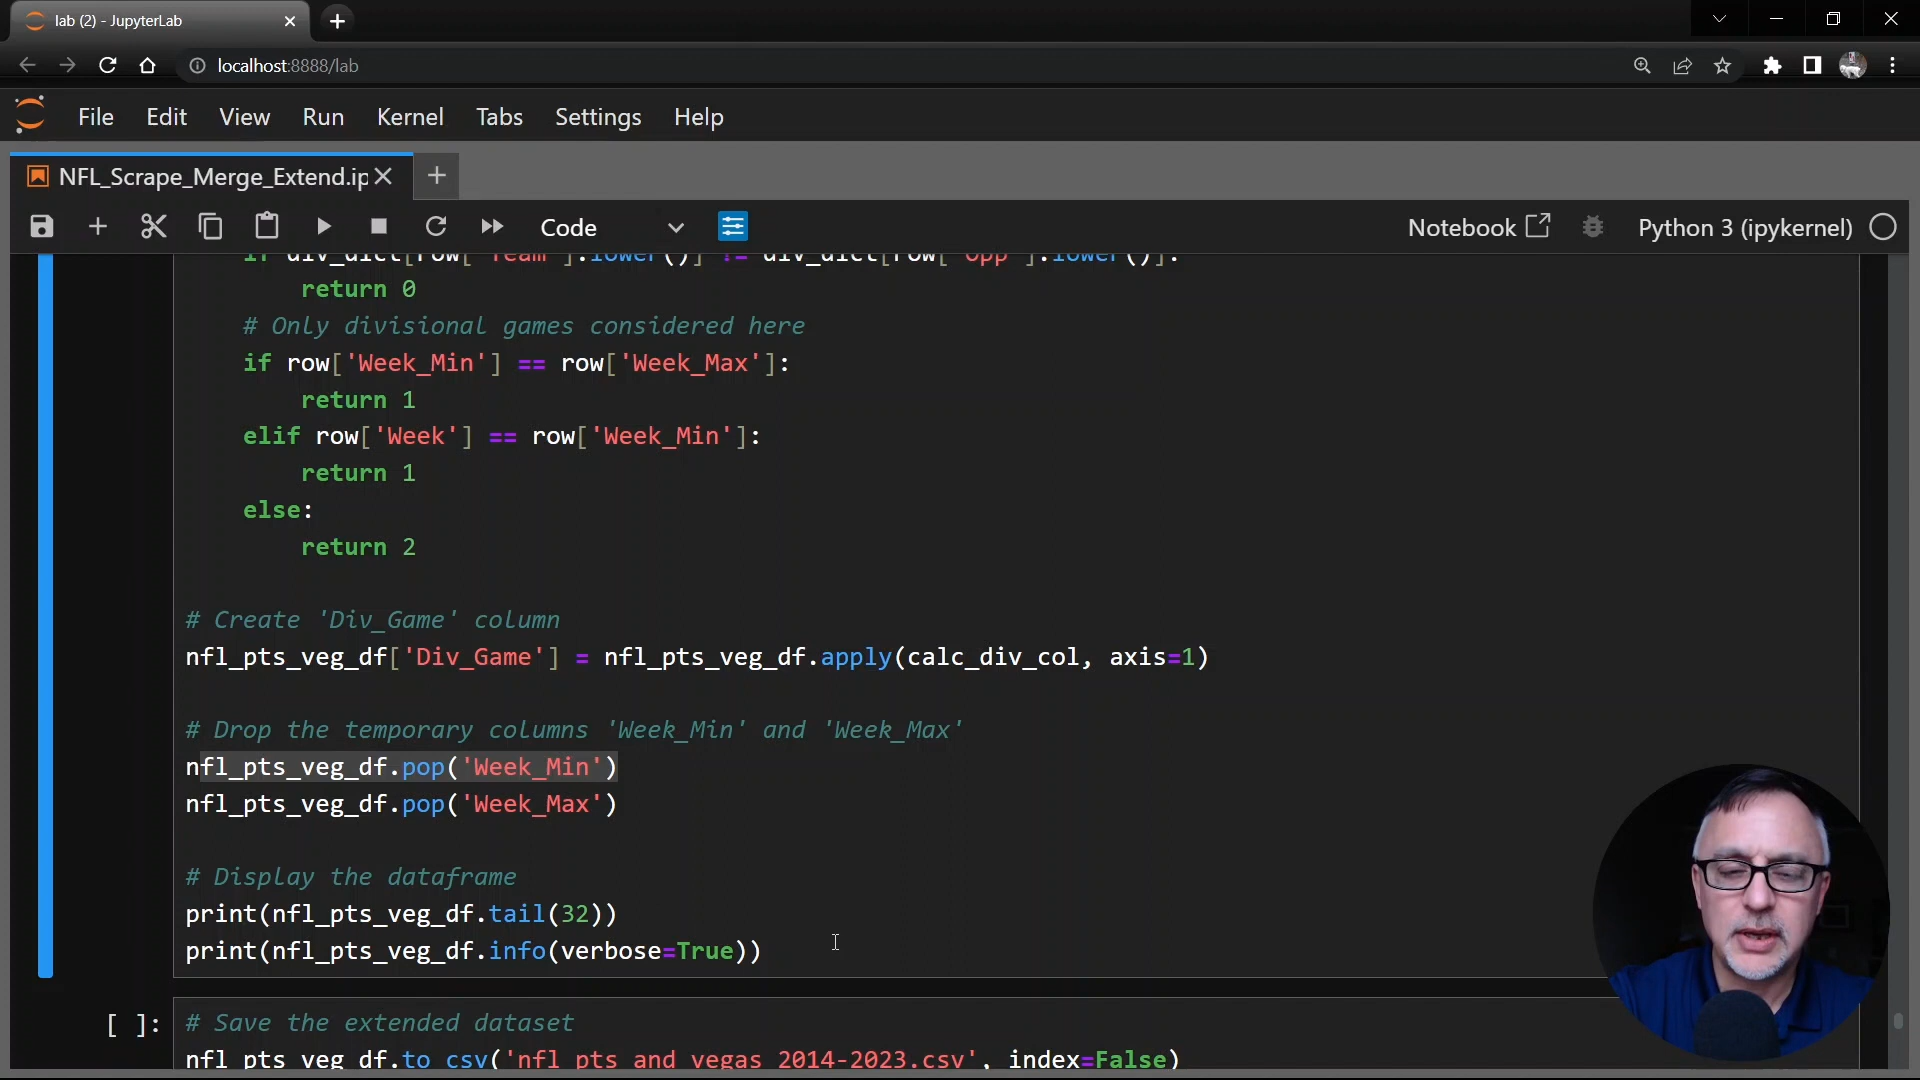 lab (2) - JupyterLab
localhost:8888/lab
File Edit View Run Kernel Tabs Settings Help
NFL_Scrape_Merge_Extend.ip
Code
Notebook
Python 3 (ipykernel)
if div_dict[row['Team'].lower()] != div_dict[row['Opp'].lower()]:
return 0
# Only divisional games considered here
if row['Week_Min'] == row['Week_Max']:
return 1
elif row['Week'] == row['Week_Min']:
return 1
else:
return 2
# Create 'Div_Game' column
nfl_pts_veg_df['Div_Game'] = nfl_pts_veg_df.apply(calc_div_col, axis=1)
# Drop the temporary columns 'Week_Min' and 'Week_Max'
nfl_pts_veg_df.pop('Week_Min')
nfl_pts_veg_df.pop('Week_Max')
# Display the dataframe
print(nfl_pts_veg_df.tail(32))
print(nfl_pts_veg_df.info(verbose=True))
[ ]:
# Save the extended dataset
nfl_pts_veg_df.to_csv('nfl_pts_and_vegas_2014-2023.csv', index=False)